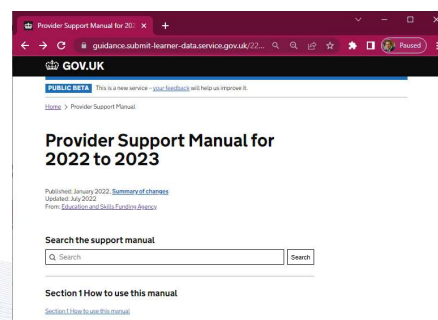 Provider Support Manual for 202
guidance.submit-learner-data.service.gov.uk/22...
Paused
GOV.UK
PUBLIC BETA This is a new service - your feedback will help us improve it.
Home > Provider Support Manual
Provider Support Manual for
2022 to 2023
Published: January 2022, Summary of changes
Updated: July 2022
From: Education and Skills Funding Agency
Search the support manual
Search
Search
Section 1 How to use this manual
Section 1 How to use this manual